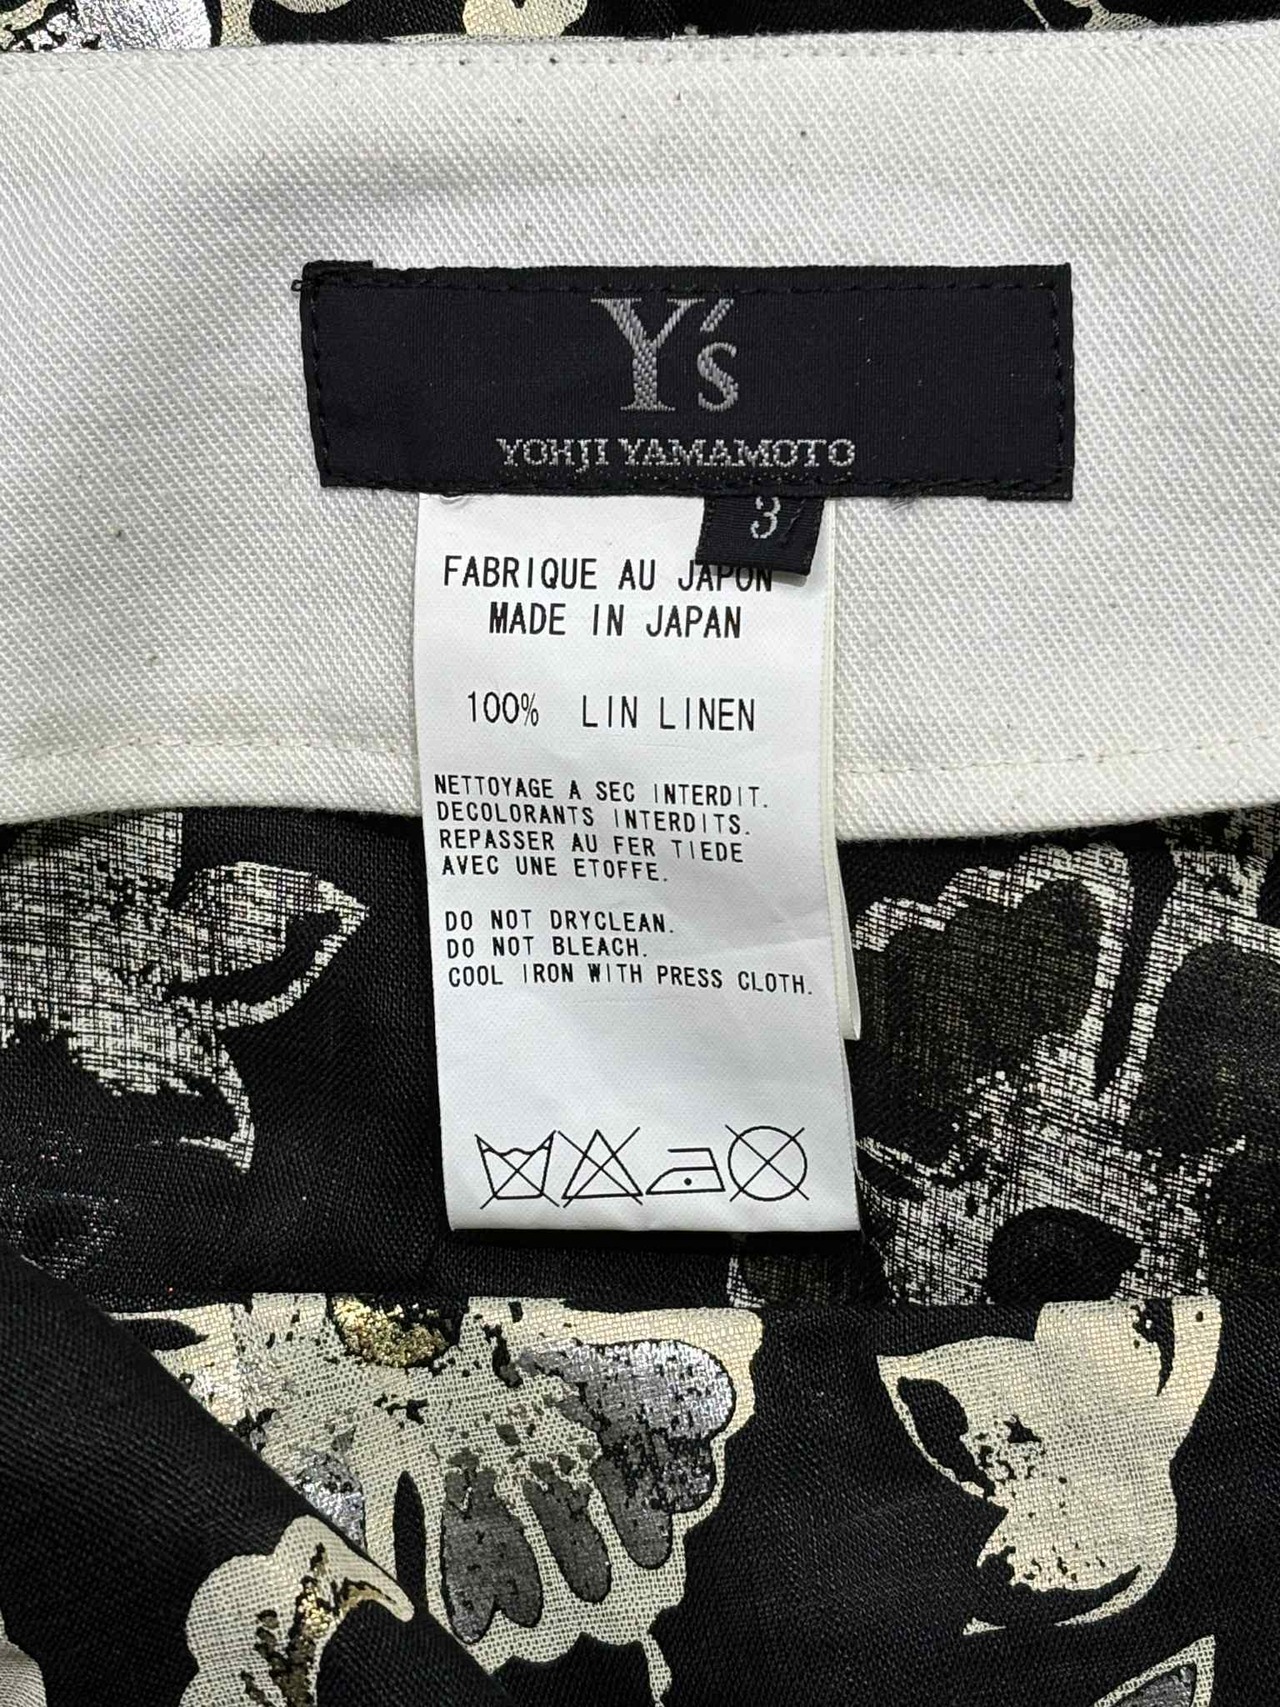 Y's
YOHJI YAMAMOTO
3
FABRIQUE AU JAPON
MADE IN JAPAN
100% LIN LINEN
NETTOYAGE A SEC INTERDIT.
DECOLORANTS INTERDITS.
REPASSER AU FER TIEDE
AVEC UNE ETOFFE.
DO NOT DRYCLEAN.
DO NOT BLEACH.
COOL IRON WITH PRESS CLOTH.